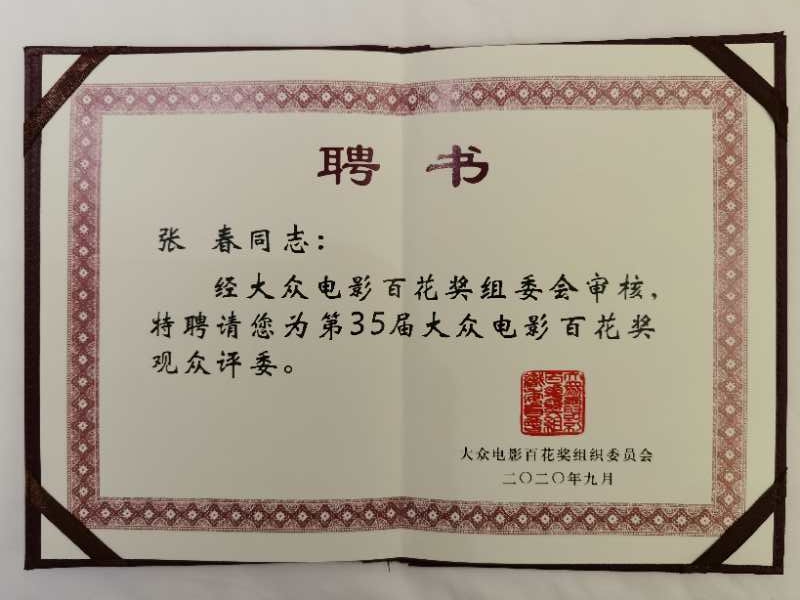 聘 书
张 春同志：
经大众电影百花奖组委会审核，
特聘请您为第35届大众电影百花奖
观众评委。
大众电影百花奖组织委员会
二〇二〇年九月